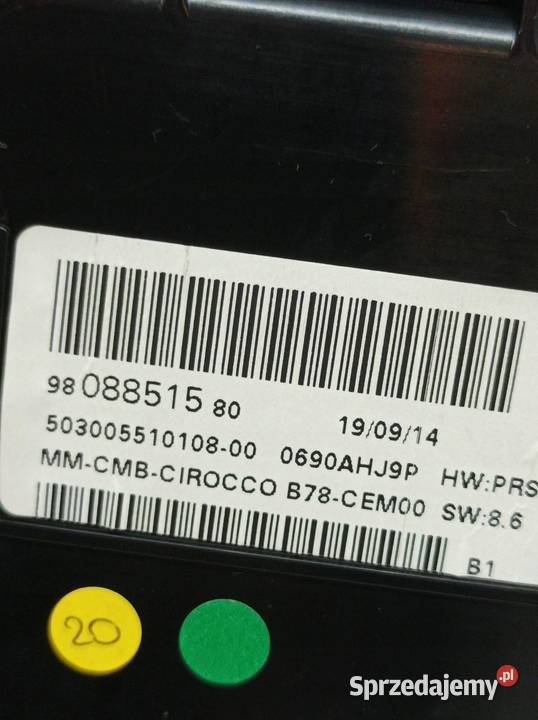 98 088515 80
19/09/14
503005510108-00 0690AHJ9P HW:PRS
MM-CMB-CIROCCO B78-CEM00 SW:8.6
B1
20
Sprzedajemy.pl